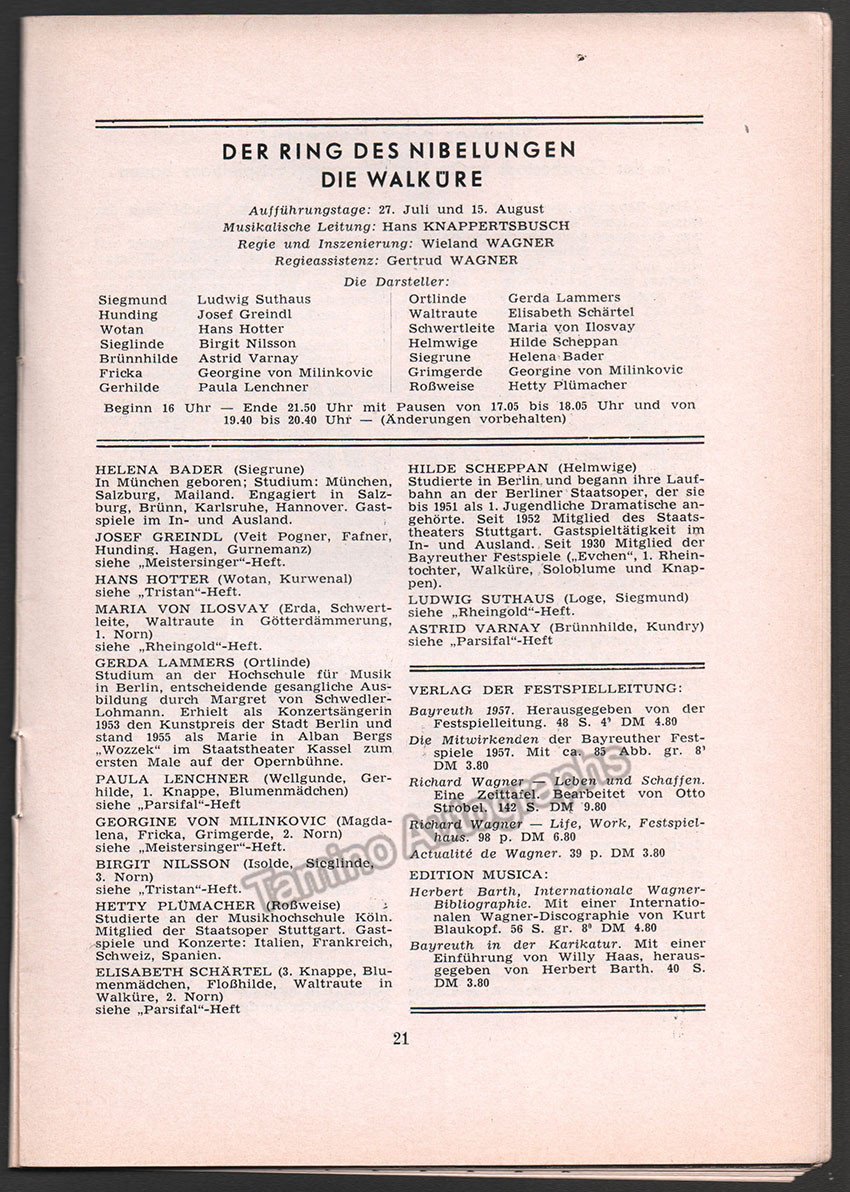 DER RING DES NIBELUNGEN
DIE WALKÜRE
Aufführungstage: 27. Juli und 15. August
Musikalische Leitung: Hans KNAPPERTSBUSCH
Regie und Inszenierung: Wieland WAGNER
Regieassistenz: Gertrud WAGNER
Die Darsteller:
Siegmund Ludwig Suthaus
Hunding Josef Greindl
Wotan Hans Hotter
Sieglinde Birgit Nilsson
Brünnhilde Astrid Varnay
Fricka Georgine von Milinkovic
Gerhilde Paula Lenchner
Ortlinde Gerda Lammers
Waltraute Elisabeth Schärtel
Schwertleite Maria von Ilosvay
Helmwige Hilde Scheppan
Siegrune Helena Bader
Grimgerde Georgine von Milinkovic
Roßweise Hetty Plümacher
Beginn 16 Uhr — Ende 21.50 Uhr mit Pausen von 17.05 bis 18.05 Uhr und von
19.40 bis 20.40 Uhr — (Änderungen vorbehalten)
HELENA BADER (Siegrune)
In München geboren; Studium: München,
Salzburg, Mailand. Engagiert in Salz-
burg, Brünn, Karlsruhe, Hannover. Gast-
spiele im In- und Ausland.
JOSEF GREINDL (Veit Pogner, Fafner,
Hunding. Hagen, Gurnemanz)
siehe „Meistersinger“-Heft.
HANS HOTTER (Wotan, Kurwenal)
siehe „Tristan“-Heft.
MARIA VON ILOSVAY (Erda, Schwert-
leite, Waltraute in Götterdämmerung,
1. Norn)
siehe „Rheingold“-Heft.
GERDA LAMMERS (Ortlinde)
Studium an der Hochschule für Musik
in Berlin, entscheidende gesangliche Aus-
bildung durch Margret von Schwedler-
Lohmann. Erhielt als Konzertsängerin
1953 den Kunstpreis der Stadt Berlin und
stand 1955 als Marie in Alban Bergs
„Wozzek“ im Staatstheater Kassel zum
ersten Male auf der Opernbühne.
PAULA LENCHNER (Wellgunde, Ger-
hilde, 1. Knappe, Blumenmädchen)
siehe „Parsifal“-Heft
GEORGINE VON MILINKOVIC (Magda-
lena, Fricka, Grimgerde, 2. Norn)
siehe „Meistersinger“-Heft.
BIRGIT NILSSON (Isolde, Sieglinde,
3. Norn)
siehe „Tristan“-Heft.
HETTY PLÜMACHER (Roßweise)
Studierte an der Musikhochschule Köln.
Mitglied der Staatsoper Stuttgart. Gast-
spiele und Konzerte: Italien, Frankreich,
Schweiz, Spanien.
ELISABETH SCHÄRTEL (3. Knappe, Blu-
menmädchen, Floßhilde, Waltraute in
Walküre, 2. Norn)
siehe „Parsifal“-Heft
HILDE SCHEPPAN (Helmwige)
Studierte in Berlin und begann ihre Lauf-
bahn an der Berliner Staatsoper, der sie
bis 1951 als 1. Jugendliche Dramatische an-
gehörte. Seit 1952 Mitglied des Staats-
theaters Stuttgart. Gastspieltätigkeit im
In- und Ausland. Seit 1930 Mitglied der
Bayreuther Festspiele („Evchen“, 1. Rhein-
tochter, Walküre, Soloblume und Knap-
pen).
LUDWIG SUTHAUS (Loge, Siegmund)
siehe „Rheingold“-Heft.
ASTRID VARNAY (Brünnhilde, Kundry)
siehe „Parsifal“-Heft
VERLAG DER FESTSPIELLEITUNG:
Bayreuth 1957. Herausgegeben von der
Festspielleitung. 48 S. 4⁰ DM 4.80
Die Mitwirkenden der Bayreuther Fest-
spiele 1957. Mit ca. 85 Abb. gr. 8⁰
DM 3.80
Richard Wagner — Leben und Schaffen.
Eine Zeittafel. Bearbeitet von Otto
Strobel. 142 S. DM 9.80
Richard Wagner — Life, Work, Festspiel-
haus. 98 p. DM 6.80
Actualité de Wagner. 39 p. DM 3.80
EDITION MUSICA:
Herbert Barth, Internationale Wagner-
Bibliographie. Mit einer Internatio-
nalen Wagner-Discographie von Kurt
Blaukopf. 56 S. gr. 8⁰ DM 4.80
Bayreuth in der Karikatur. Mit einer
Einführung von Willy Haas, heraus-
gegeben von Herbert Barth. 40 S.
DM 3.80
21
Tamino Autographs